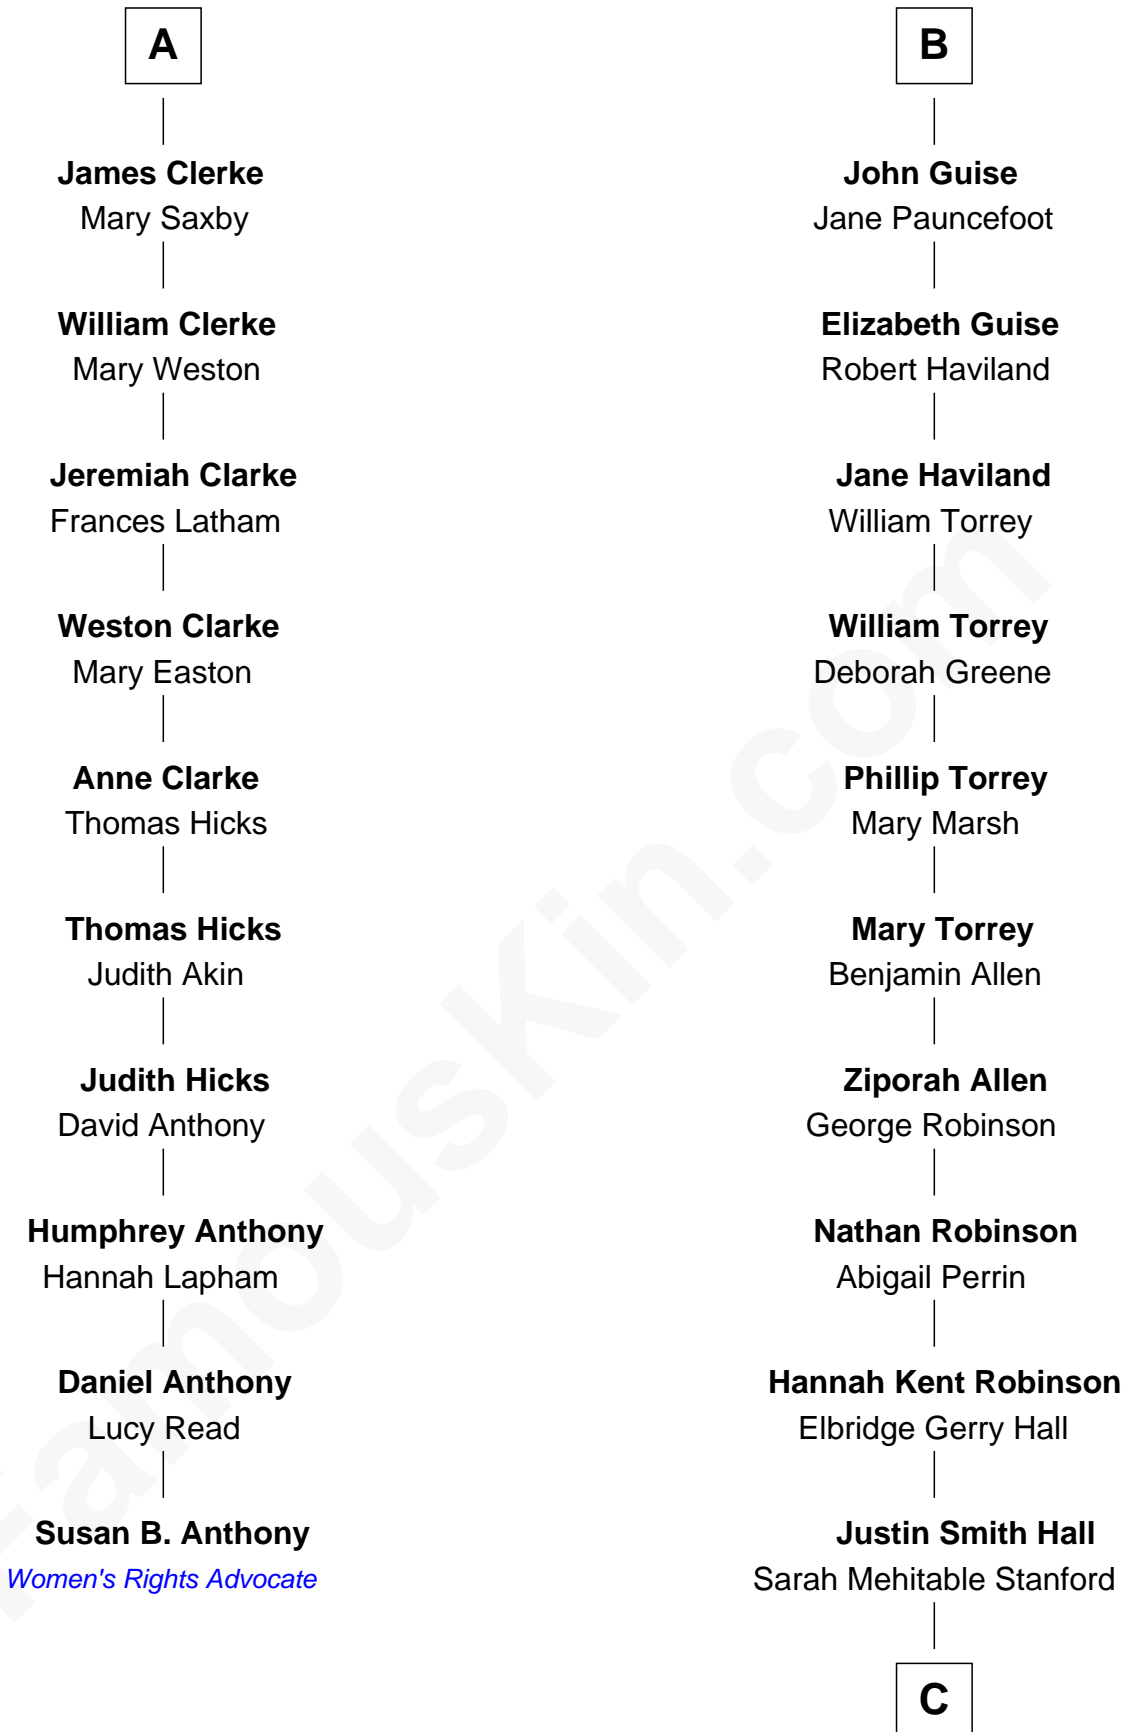 A
James Clerke
Mary Saxby
William Clerke
Mary Weston
Jeremiah Clarke
Frances Latham
Weston Clarke
Mary Easton
Anne Clarke
Thomas Hicks
Thomas Hicks
Judith Akin
Judith Hicks
David Anthony
Humphrey Anthony
Hannah Lapham
Daniel Anthony
Lucy Read
Susan B. Anthony
Women's Rights Advocate
B
John Guise
Jane Pauncefoot
Elizabeth Guise
Robert Haviland
Jane Haviland
William Torrey
William Torrey
Deborah Greene
Phillip Torrey
Mary Marsh
Mary Torrey
Benjamin Allen
Ziporah Allen
George Robinson
Nathan Robinson
Abigail Perrin
Hannah Kent Robinson
Elbridge Gerry Hall
Justin Smith Hall
Sarah Mehitable Stanford
C
FamousKin.com